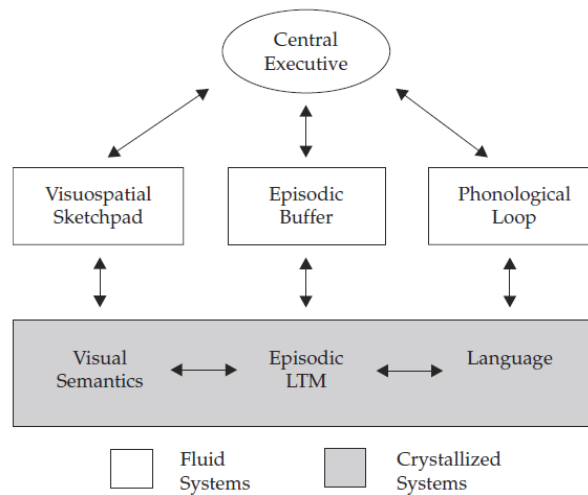 Central
Executive
Visuospatial
Sketchpad
Episodic
Buffer
Phonological
Loop
Visual
Semantics
Episodic
LTM
Language
Fluid
Systems
Crystallized
Systems